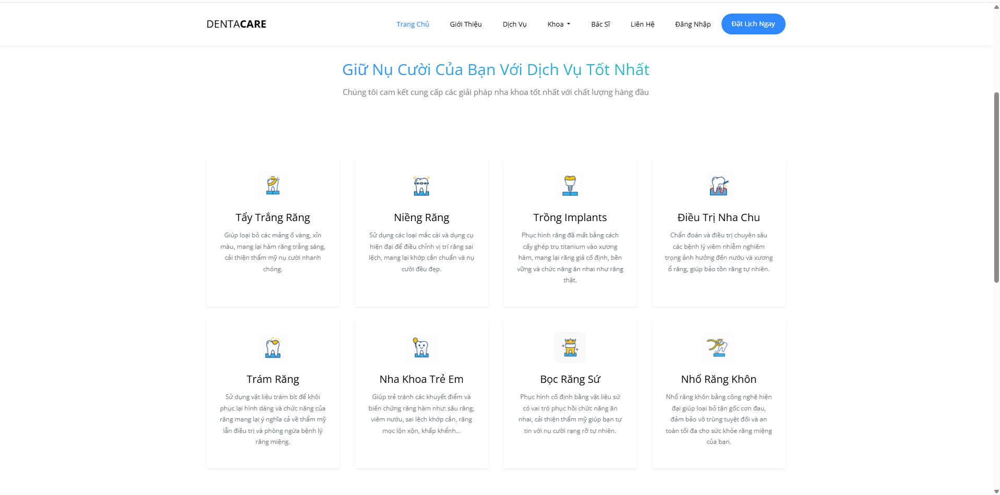 DENTACARE
Trang Chủ
Giới Thiệu
Dịch Vụ
Khoa
Bác Sĩ
Liên Hệ
Đăng Nhập
Đặt Lịch Ngay
Giữ Nụ Cười Của Bạn Với Dịch Vụ Tốt Nhất
Chúng tôi cam kết cung cấp các giải pháp nha khoa tốt nhất với chất lượng hàng đầu
Tẩy Trắng Răng
Giúp loại bỏ các mảng ố vàng, xỉn
màu, mang lại hàm răng trắng sáng,
cải thiện thẩm mỹ nụ cười nhanh
chóng.
Niềng Răng
Sử dụng các loại mắc cài và dụng cụ
hiện đại để điều chỉnh vị trí răng sai
lệch, mang lại khớp cắn chuẩn và nụ
cười đều đẹp.
Trồng Implants
Phục hình răng đã mất bằng cách
cấy ghép trụ titanium vào xương
hàm, mang lại răng giả cố định, bền
vững và chức năng ăn nhai như răng
thật.
Điều Trị Nha Chu
Chẩn đoán và điều trị chuyên sâu
các bệnh lý viêm nhiễm nghiêm
trọng ảnh hưởng đến nướu và xương
ổ răng, giúp bảo tồn răng tự nhiên.
Trám Răng
Sử dụng vật liệu trám bít để khôi
phục lại hình dáng và chức năng của
răng mang lại ý nghĩa cả về thẩm mỹ
lẫn điều trị và phòng ngừa bệnh lý
răng miệng.
Nha Khoa Trẻ Em
Giúp trẻ tránh các khuyết điểm và
biến chứng răng hàm như: sâu răng,
viêm nướu, sai lệch khớp cắn, răng
mọc lộn xộn, khấp khểnh...
Bọc Răng Sứ
Phục hình cố định bằng vật liệu sứ
có vai trò phục hồi chức năng ăn
nhai, cải thiện thẩm mỹ giúp bạn tự
tin với nụ cười rạng rỡ tự nhiên.
Nhổ Răng Khôn
Nhổ răng khôn bằng công nghệ hiện
đại giúp loại bỏ tận gốc cơn đau,
đảm bảo vô trùng tuyệt đối và an
toàn tối đa cho sức khỏe răng miệng
của bạn.